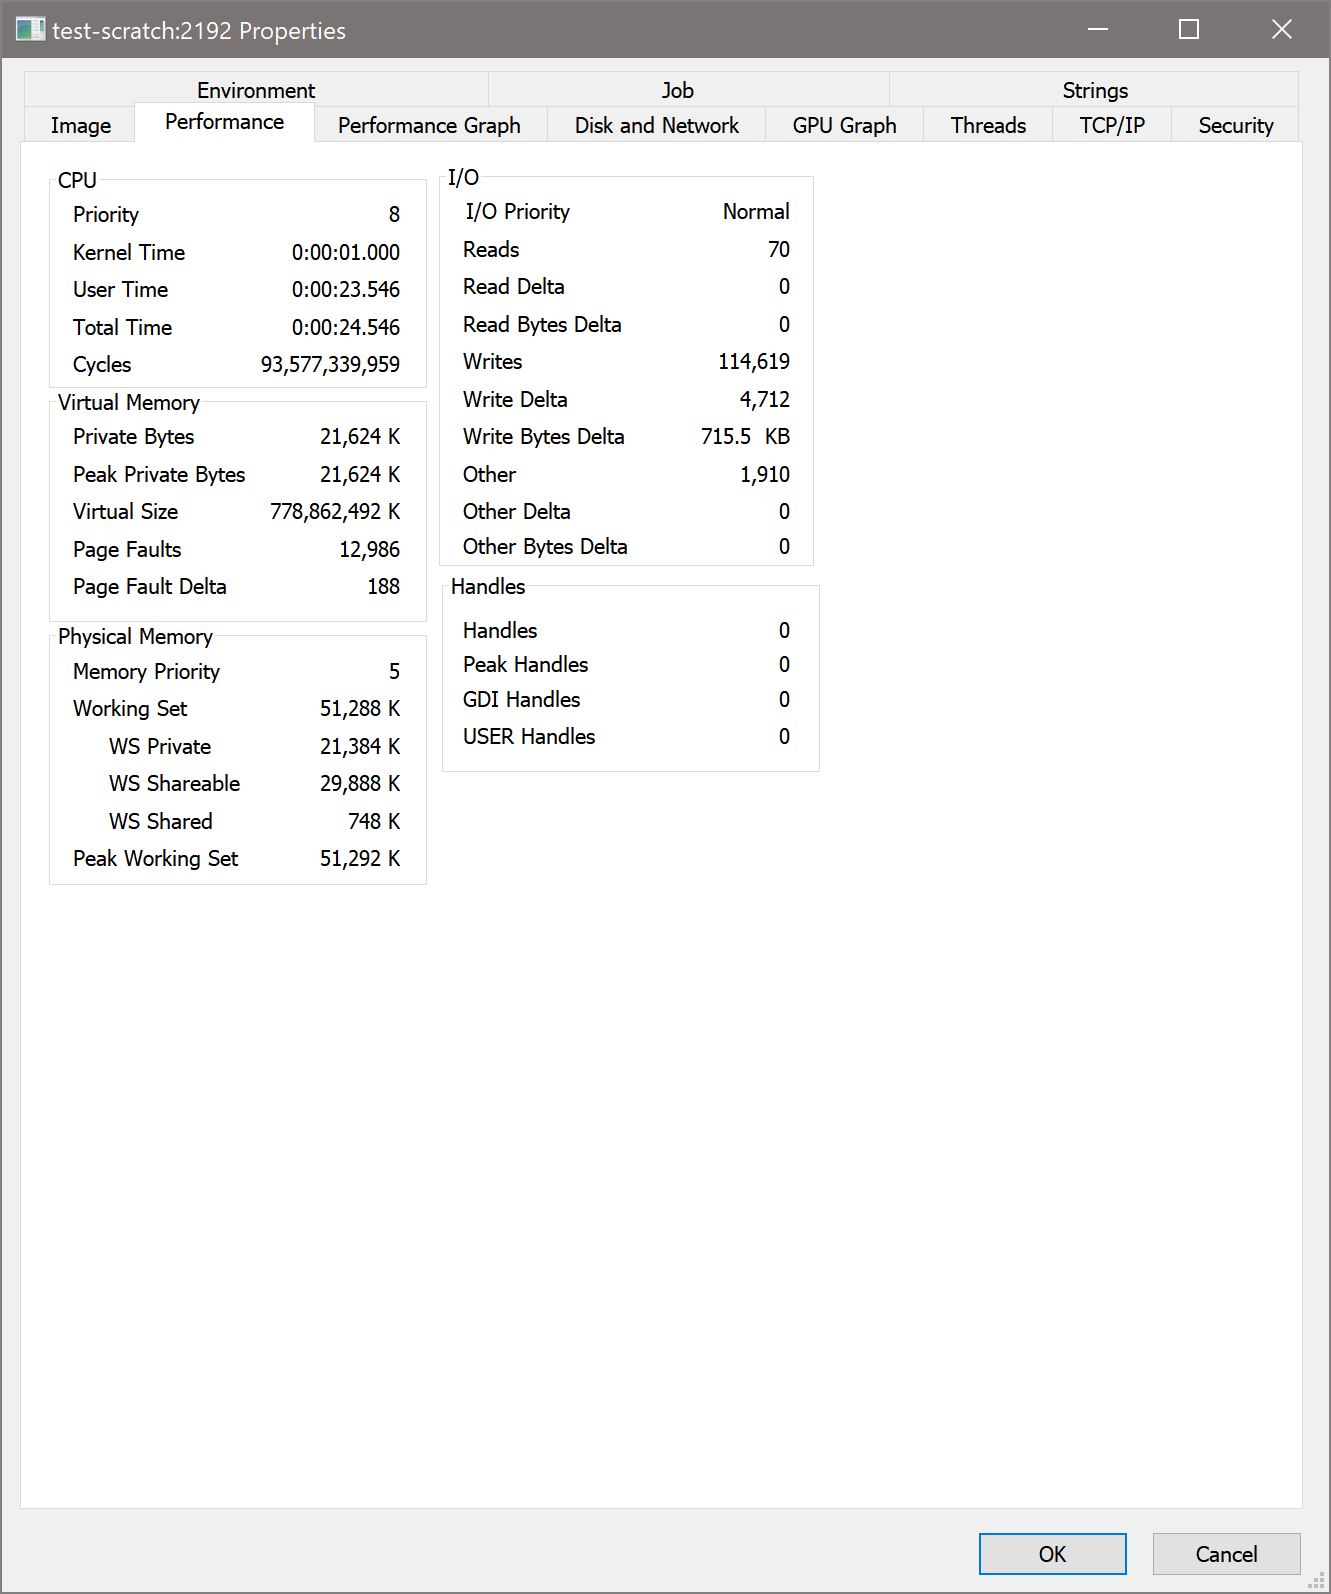 test-scratch:2192 Properties
Environment Job Strings
Image Performance Performance Graph Disk and Network GPU Graph Threads TCP/IP Security
CPU
Priority 8
Kernel Time 0:00:01.000
User Time 0:00:23.546
Total Time 0:00:24.546
Cycles 93,577,339,959
Virtual Memory
Private Bytes 21,624 K
Peak Private Bytes 21,624 K
Virtual Size 778,862,492 K
Page Faults 12,986
Page Fault Delta 188
Physical Memory
Memory Priority 5
Working Set 51,288 K
WS Private 21,384 K
WS Shareable 29,888 K
WS Shared 748 K
Peak Working Set 51,292 K
I/O
I/O Priority Normal
Reads 70
Read Delta 0
Read Bytes Delta 0
Writes 114,619
Write Delta 4,712
Write Bytes Delta 715.5 KB
Other 1,910
Other Delta 0
Other Bytes Delta 0
Handles
Handles 0
Peak Handles 0
GDI Handles 0
USER Handles 0
OK Cancel